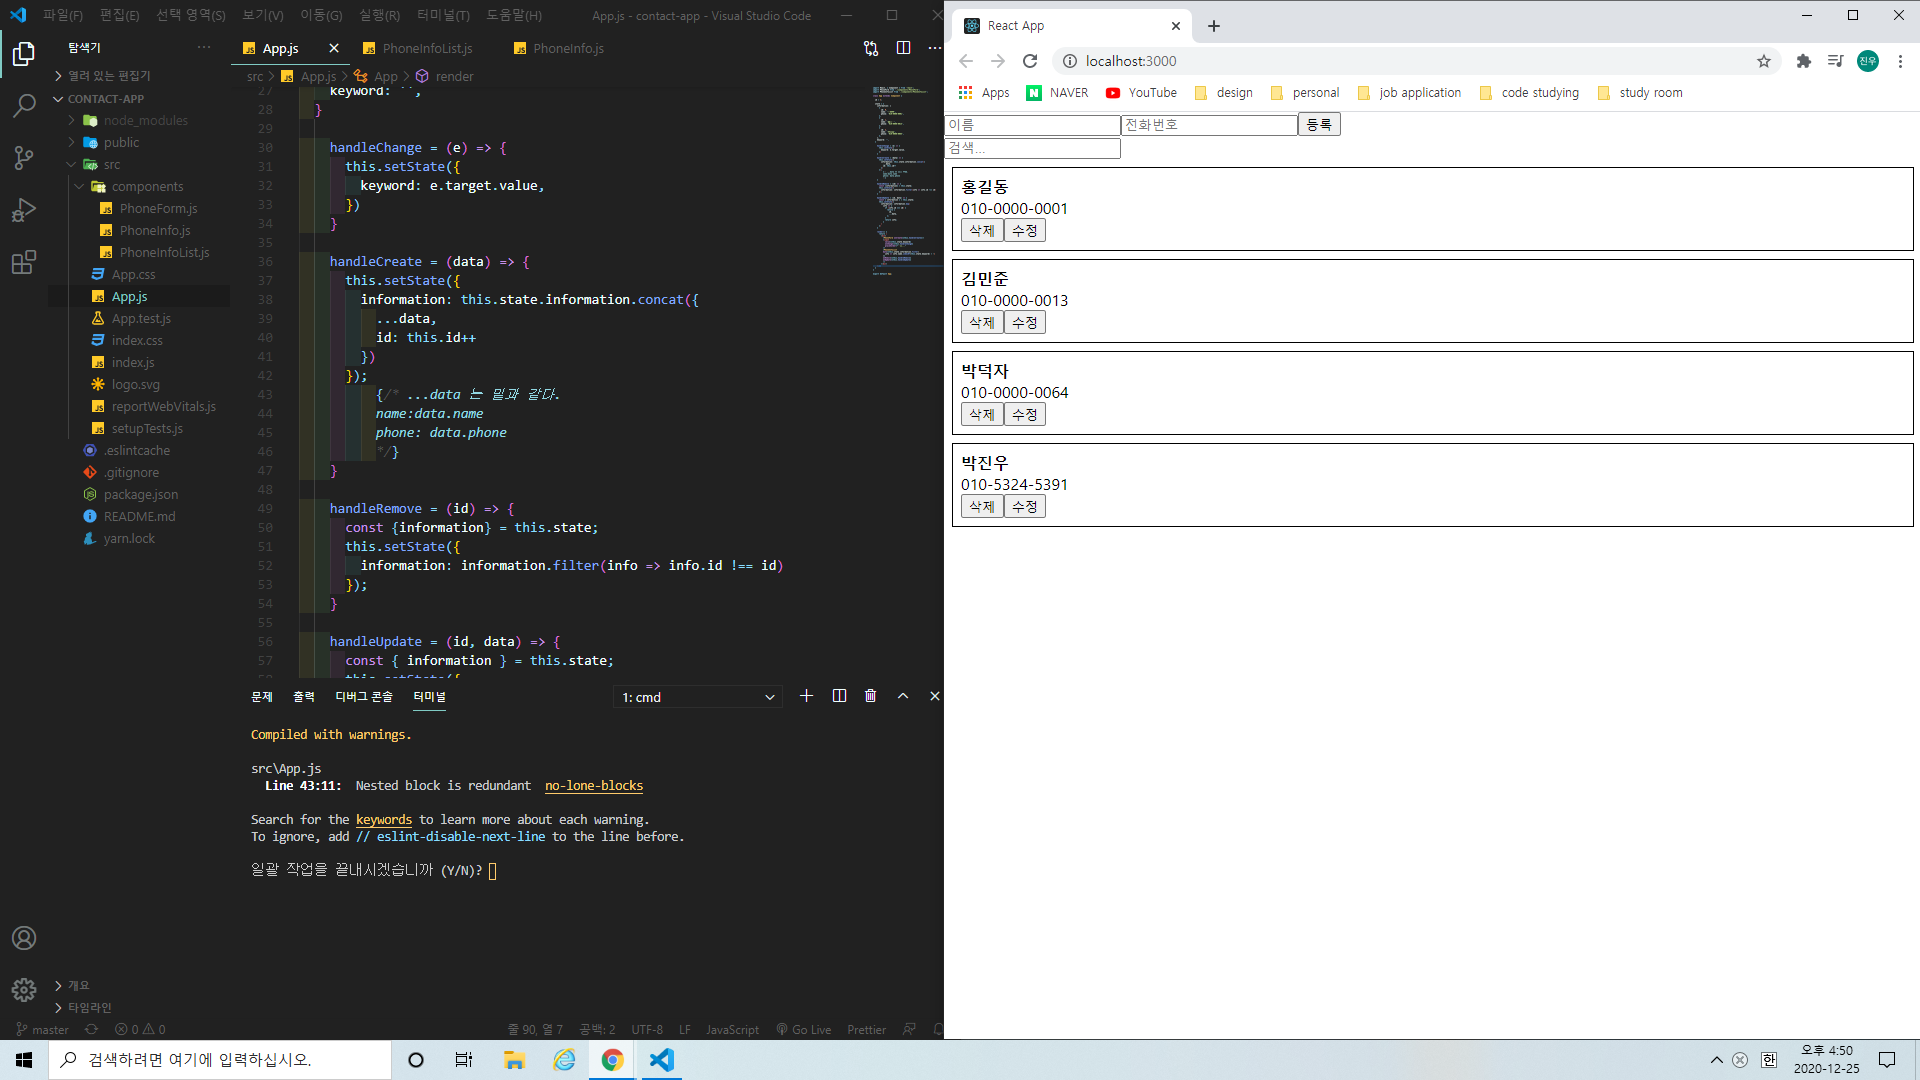 파일(F) 편집(E) 선택 영역(S) 보기(V) 이동(G) 실행(R) 터미널(T) 도움말(H) App.js - contact-app - Visual Studio Code
탐색기
열려 있는 편집기
CONTACT-APP
node_modules
public
src
components
PhoneForm.js
PhoneInfo.js
PhoneInfoList.js
App.css
App.js
App.test.js
index.css
index.js
logo.svg
reportWebVitals.js
setupTests.js
.eslintcache
.gitignore
package.json
README.md
yarn.lock
개요
타임라인
App.js PhoneInfoList.js PhoneInfo.js
src App.js App render
27 keyword: '',
28 }
29
30 handleChange = (e) => {
31 this.setState({
32 keyword: e.target.value,
33 })
34 }
35
36 handleCreate = (data) => {
37 this.setState({
38 information: this.state.information.concat({
39 ...data,
40 id: this.id++
41 })
42 });
43 {/* ...data 는 밑과 같다.
44 name:data.name
45 phone: data.phone
46 */}
47 }
48
49 handleRemove = (id) => {
50 const {information} = this.state;
51 this.setState({
52 information: information.filter(info => info.id !== id)
53 });
54 }
55
56 handleUpdate = (id, data) => {
57 const { information } = this.state;
58 this.setState({
문제 출력 디버그 콘솔 터미널 1: cmd
Compiled with warnings.
src\App.js
Line 43:11: Nested block is redundant no-lone-blocks
Search for the keywords to learn more about each warning.
To ignore, add // eslint-disable-next-line to the line before.
일괄 작업을 끝내시겠습니까 (Y/N)?
master 0 0 줄 90, 열 7 공백: 2 UTF-8 LF JavaScript Go Live Prettier
React App
localhost:3000 진우
Apps NAVER YouTube design personal job application code studying study room
이름 전화번호 등록
검색...
홍길동
010-0000-0001
삭제 수정
김민준
010-0000-0013
삭제 수정
박덕자
010-0000-0064
삭제 수정
박진우
010-5324-5391
삭제 수정
검색하려면 여기에 입력하십시오. 한 오후 4:50
2020-12-25